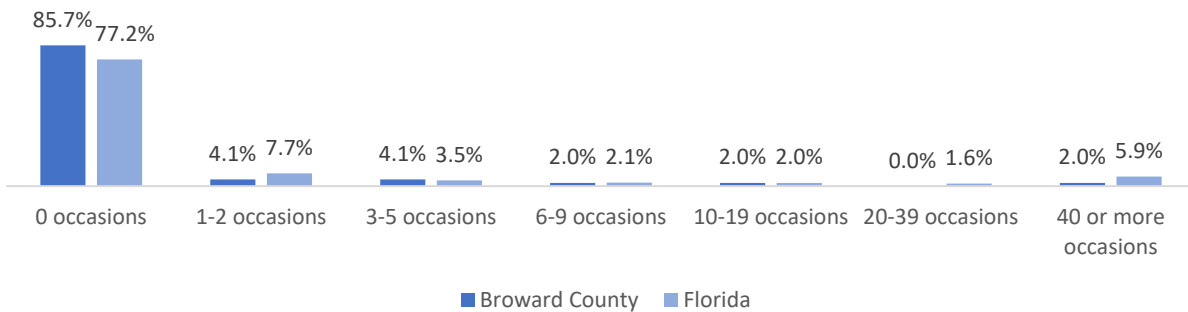 85.7%
77.2%
4.1% 7.7% 4.1% 3.5% 2.0% 2.1% 2.0% 2.0% 0.0% 1.6% 2.0% 5.9%
0 occasions 1-2 occasions 3-5 occasions 6-9 occasions 10-19 occasions 20-39 occasions 40 or more
occasions
Broward County Florida